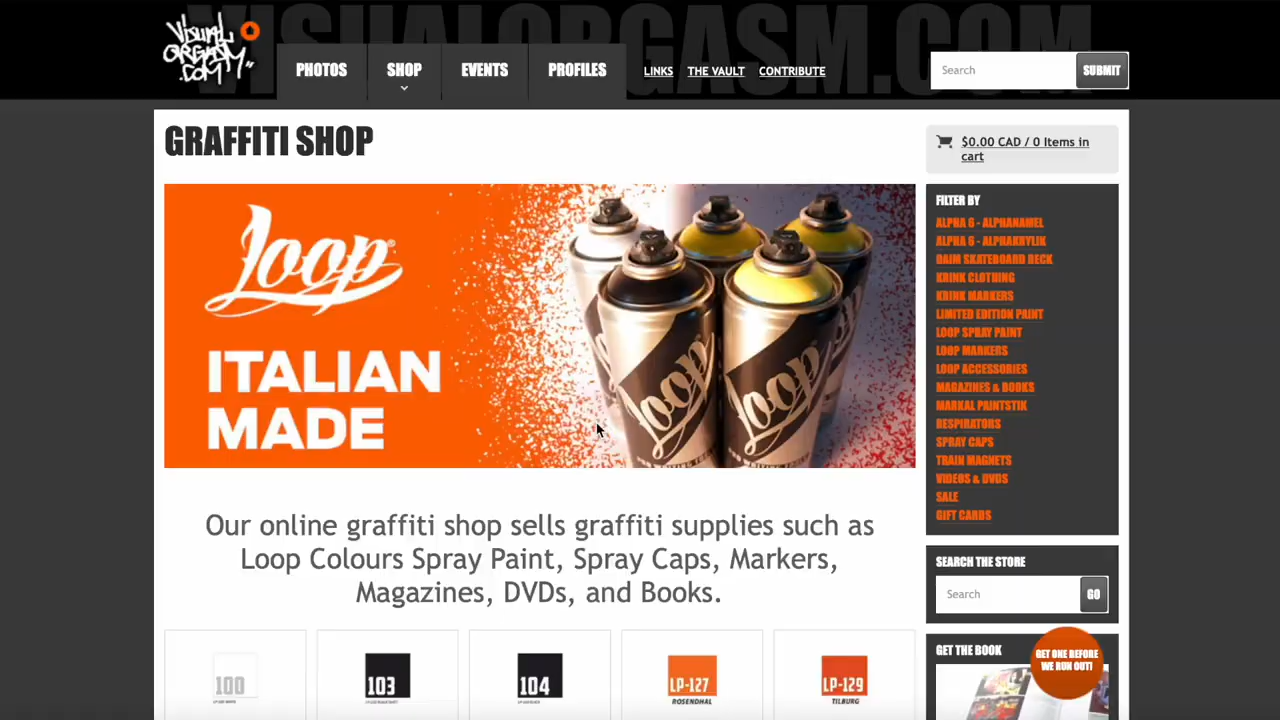 VISUALORGASM.COM
VISUAL
ORGASM
.COM
PHOTOS
SHOP
EVENTS
PROFILES
LINKS
THE VAULT
CONTRIBUTE
Search
SUBMIT
GRAFFITI SHOP
$0.00 CAD / 0 Items in
cart
Loop
ITALIAN
MADE
Loop
Loop
FILTER BY
ALPHA 6 - ALPHANAMEL
ALPHA 6 - ALPHAKRYLIK
DAIM SKATEBOARD DECK
KRINK CLOTHING
KRINK MARKERS
LIMITED EDITION PAINT
LOOP SPRAY PAINT
LOOP MARKERS
LOOP ACCESSORIES
MAGAZINES & BOOKS
MARKAL PAINTSTIK
RESPIRATORS
SPRAY CAPS
TRAIN MAGNETS
VIDEOS & DVDS
SALE
GIFT CARDS
Our online graffiti shop sells graffiti supplies such as
Loop Colours Spray Paint, Spray Caps, Markers,
Magazines, DVDs, and Books.
SEARCH THE STORE
Search
GO
GET THE BOOK
GET ONE BEFORE
WE RUN OUT!
100
103
104
LP-127
ROSENDHAL
LP-129
TILBURG